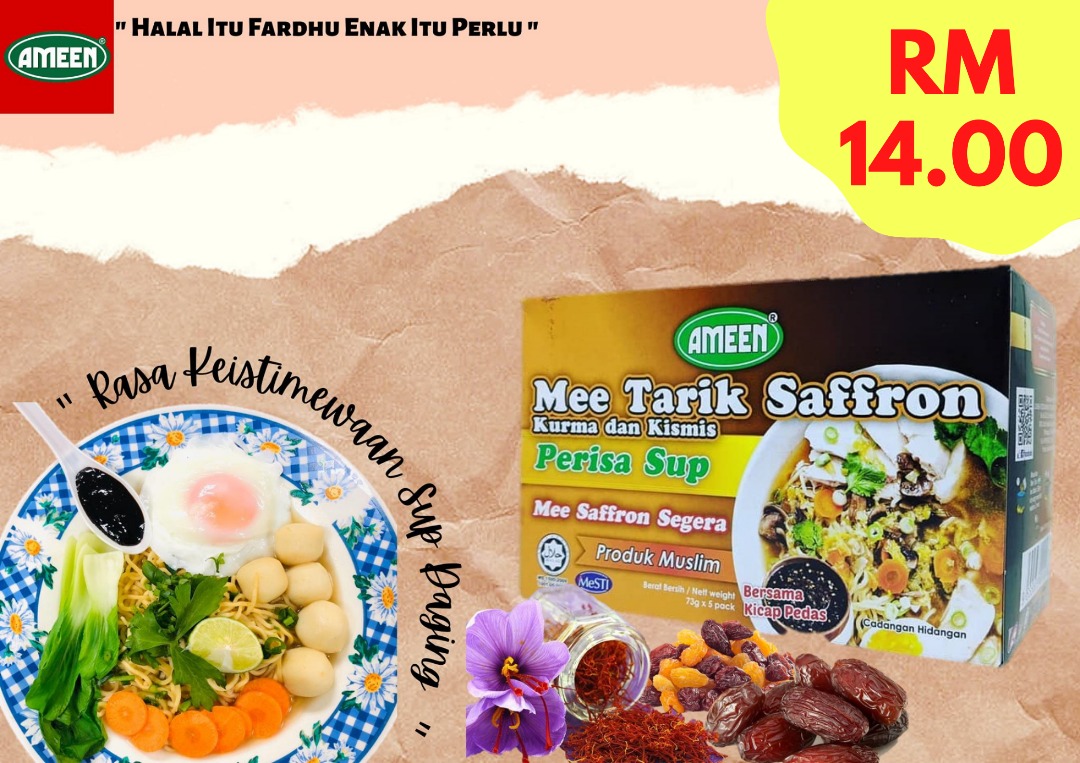 AMEEN®
" Halal Itu Fardhu Enak Itu Perlu "
RM
14.00
" Rasa Keistimewaan Sup Daging "
AMEEN®
Mee Tarik Saffron
Kurma dan Kismis
Perisa Sup
Mee Saffron Segera
Produk Muslim
MeSTI
Berat Bersih / Nett weight
73g x 5 pack
Bersama
Kicap Pedas
Cadangan Hidangan